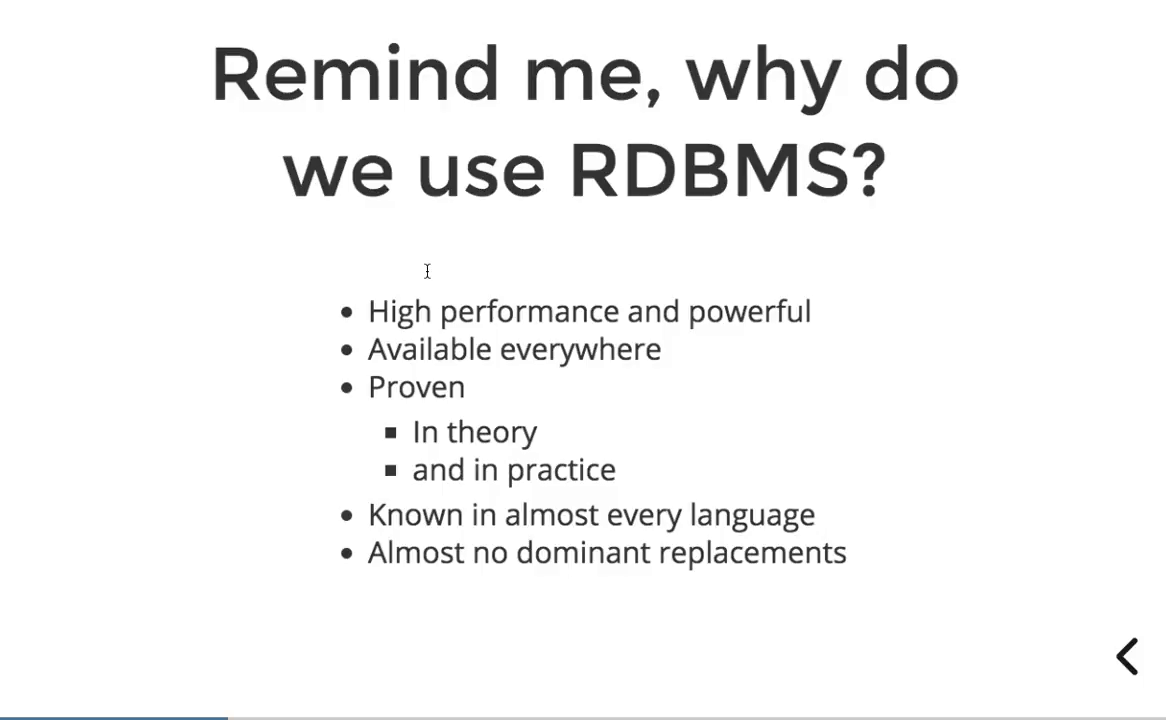 Remind me, why do
we use RDBMS?
High performance and powerful
Available everywhere
Proven
In theory
and in practice
Known in almost every language
Almost no dominant replacements